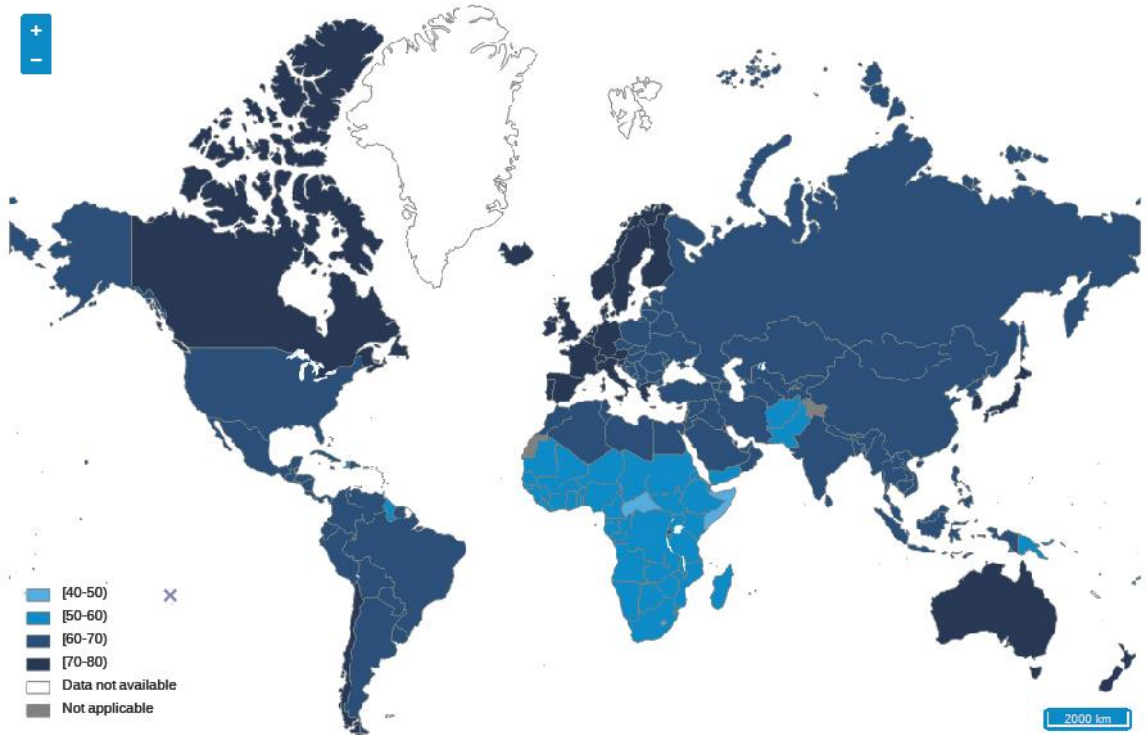 +
−
[40-50)
[50-60)
[60-70)
[70-80)
Data not available
Not applicable
2000 km